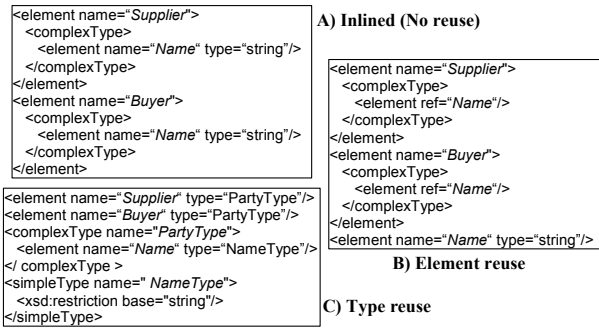 <element name=“Supplier">
<complexType>
<element name=“Name“ type=“string”/>
</complexType>
</element>
<element name=“Buyer">
<complexType>
<element name=“Name“ type=“string”/>
</complexType>
</element>
A) Inlined (No reuse)
<element name=“Supplier">
<complexType>
<element ref=“Name“/>
</complexType>
</element>
<element name=“Buyer">
<complexType>
<element ref=“Name“/>
</complexType>
</element>
<element name=“Name“ type=“string”/>
B) Element reuse
<element name=“Supplier“ type=“PartyType”/>
<element name=“Buyer“ type=“PartyType”/>
<complexType name="PartyType">
<element name=“Name“ type=“NameType”/>
</ complexType >
<simpleType name=" NameType">
<xsd:restriction base="string"/>
</simpleType>
C) Type reuse